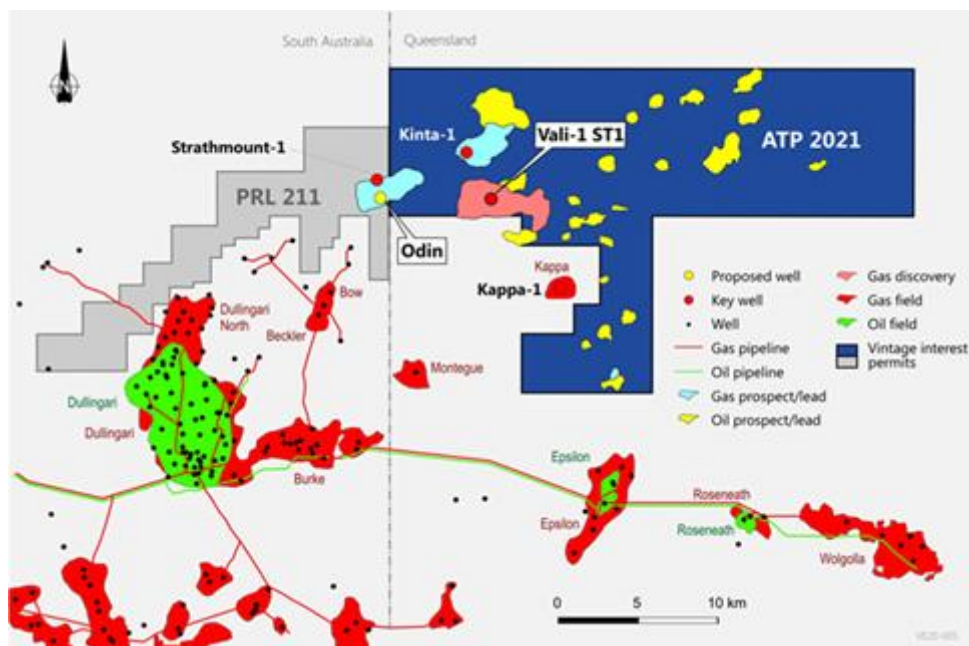 South Australia
Queensland
N
Kinta-1
Vali-1 ST1
ATP 2021
Strathmount-1
PRL 211
Odin
Kappa
Kappa-1
Bow
Dullingari
North
Beckler
Montegue
Dullingari
Dullingari
Burke
Epsilon
Epsilon
Roseneath
Roseneath
Wolgolla
Proposed well
Key well
Well
Gas pipeline
Oil pipeline
Gas prospect/lead
Oil prospect/lead
Gas discovery
Gas field
Oil field
Vintage interest
permits
0
5
10 km